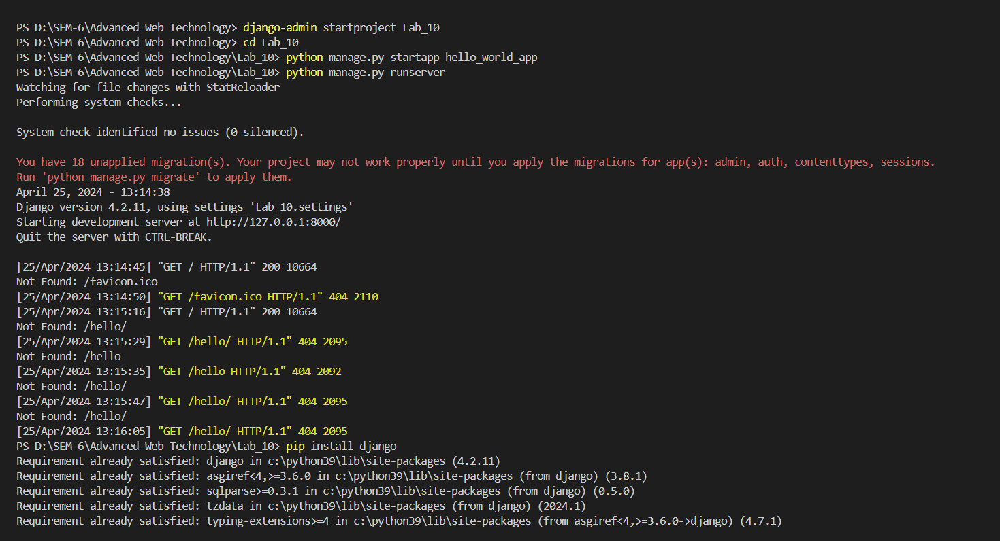 PS D:\SEM-6\Advanced Web Technology> django-admin startproject Lab_10
PS D:\SEM-6\Advanced Web Technology> cd Lab_10
PS D:\SEM-6\Advanced Web Technology\Lab_10> python manage.py startapp hello_world_app
PS D:\SEM-6\Advanced Web Technology\Lab_10> python manage.py runserver
Watching for file changes with StatReloader
Performing system checks...
System check identified no issues (0 silenced).
You have 18 unapplied migration(s). Your project may not work properly until you apply the migrations for app(s): admin, auth, contenttypes, sessions.
Run 'python manage.py migrate' to apply them.
April 25, 2024 - 13:14:38
Django version 4.2.11, using settings 'Lab_10.settings'
Starting development server at http://127.0.0.1:8000/
Quit the server with CTRL-BREAK.
[25/Apr/2024 13:14:45] "GET / HTTP/1.1" 200 10664
Not Found: /favicon.ico
[25/Apr/2024 13:14:50] "GET /favicon.ico HTTP/1.1" 404 2110
[25/Apr/2024 13:15:16] "GET / HTTP/1.1" 200 10664
Not Found: /hello/
[25/Apr/2024 13:15:29] "GET /hello/ HTTP/1.1" 404 2095
Not Found: /hello
[25/Apr/2024 13:15:35] "GET /hello HTTP/1.1" 404 2092
Not Found: /hello/
[25/Apr/2024 13:15:47] "GET /hello/ HTTP/1.1" 404 2095
Not Found: /hello/
[25/Apr/2024 13:16:05] "GET /hello/ HTTP/1.1" 404 2095
PS D:\SEM-6\Advanced Web Technology\Lab_10> pip install django
Requirement already satisfied: django in c:\python39\lib\site-packages (4.2.11)
Requirement already satisfied: asgiref<4,>=3.6.0 in c:\python39\lib\site-packages (from django) (3.8.1)
Requirement already satisfied: sqlparse>=0.3.1 in c:\python39\lib\site-packages (from django) (0.5.0)
Requirement already satisfied: tzdata in c:\python39\lib\site-packages (from django) (2024.1)
Requirement already satisfied: typing-extensions>=4 in c:\python39\lib\site-packages (from asgiref<4,>=3.6.0->django) (4.7.1)